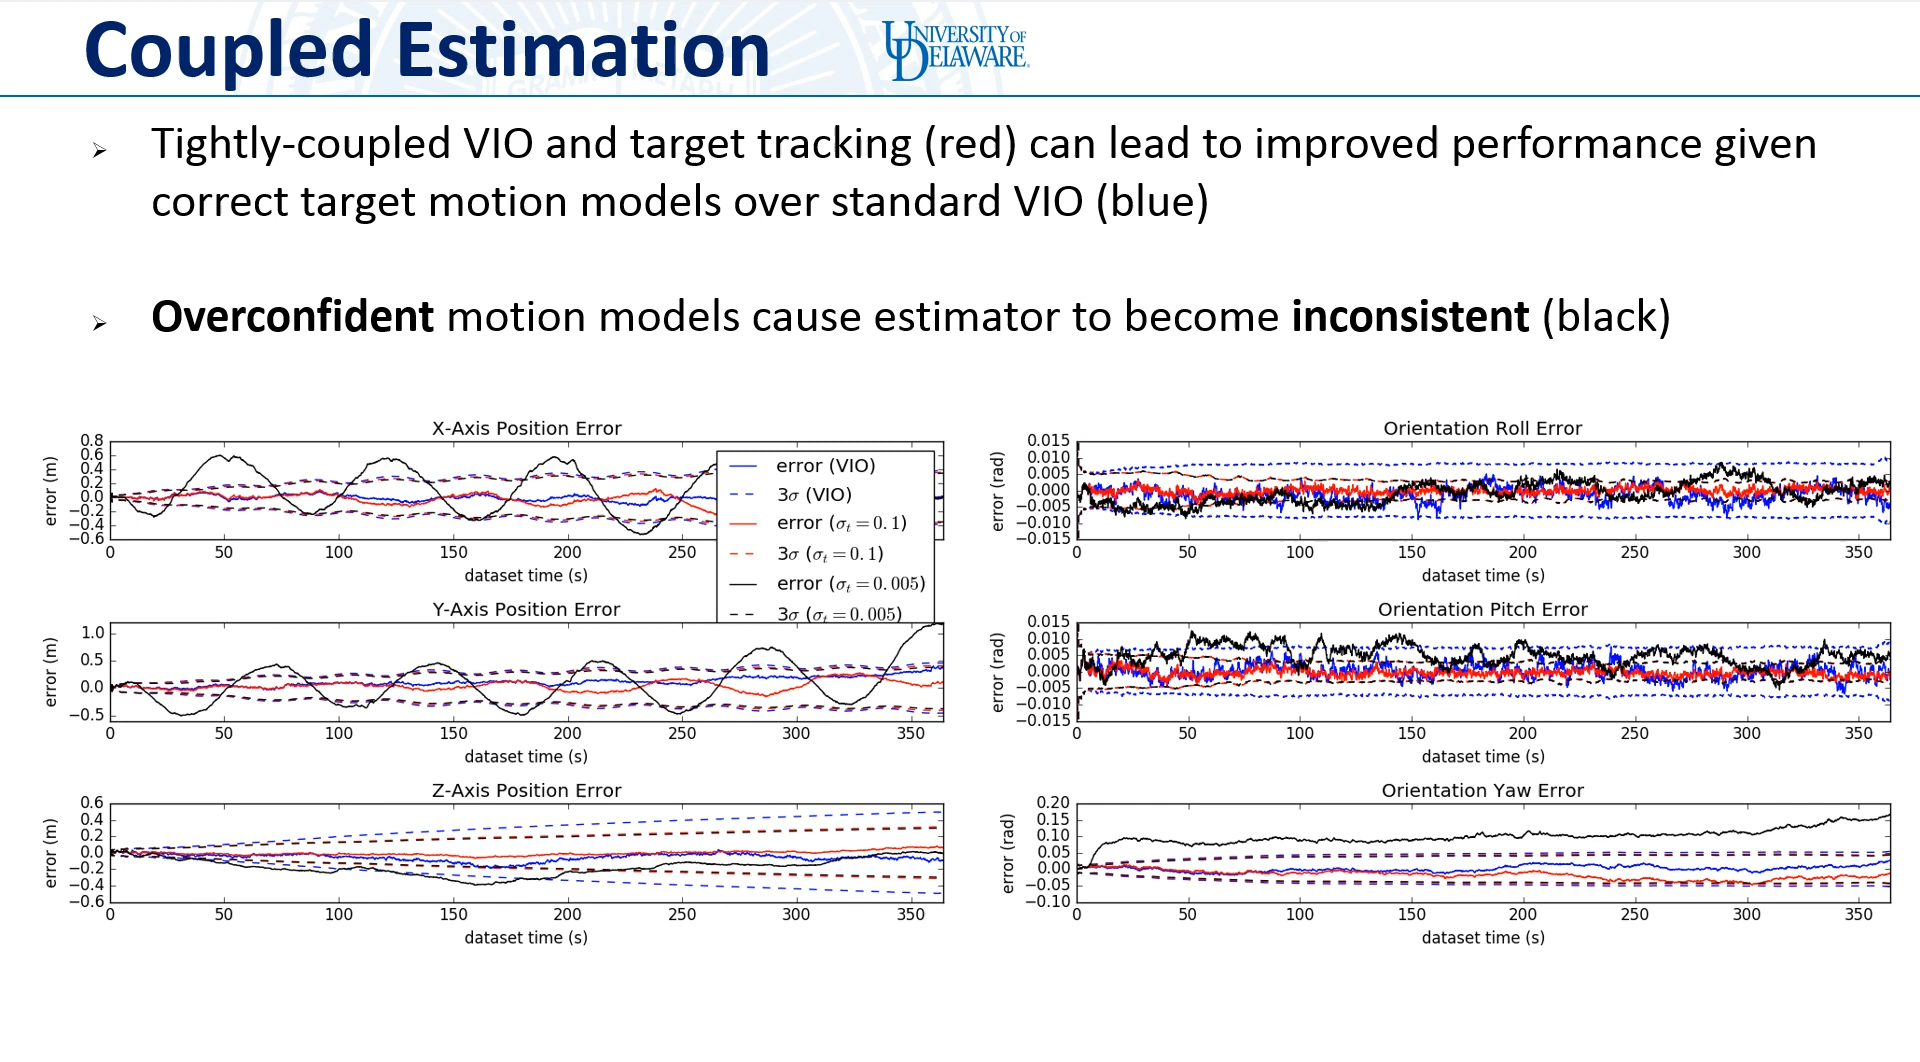 Coupled Estimation
UNIVERSITY OF
DELAWARE
➢ Tightly-coupled VIO and target tracking (red) can lead to improved performance given
correct target motion models over standard VIO (blue)
➢ Overconfident motion models cause estimator to become inconsistent (black)
X-Axis Position Error
error (m)
0.8
0.6
0.4
0.2
0.0
−0.2
−0.4
−0.6
0 50 100 150 200 250
dataset time (s)
error (VIO)
3σ (VIO)
error (σt = 0.1)
3σ (σt = 0.1)
error (σt = 0.005)
3σ (σt = 0.005)
Y-Axis Position Error
error (m)
1.0
0.5
0.0
−0.5
0 50 100 150 200 250 300 350
dataset time (s)
Z-Axis Position Error
error (m)
0.6
0.4
0.2
0.0
−0.2
−0.4
−0.6
0 50 100 150 200 250 300 350
dataset time (s)
Orientation Roll Error
error (rad)
0.015
0.010
0.005
0.000
−0.005
−0.010
−0.015
0 50 100 150 200 250 300 350
dataset time (s)
Orientation Pitch Error
error (rad)
0.015
0.010
0.005
0.000
−0.005
−0.010
−0.015
0 50 100 150 200 250 300 350
dataset time (s)
Orientation Yaw Error
error (rad)
0.20
0.15
0.10
0.05
0.00
−0.05
−0.10
0 50 100 150 200 250 300 350
dataset time (s)